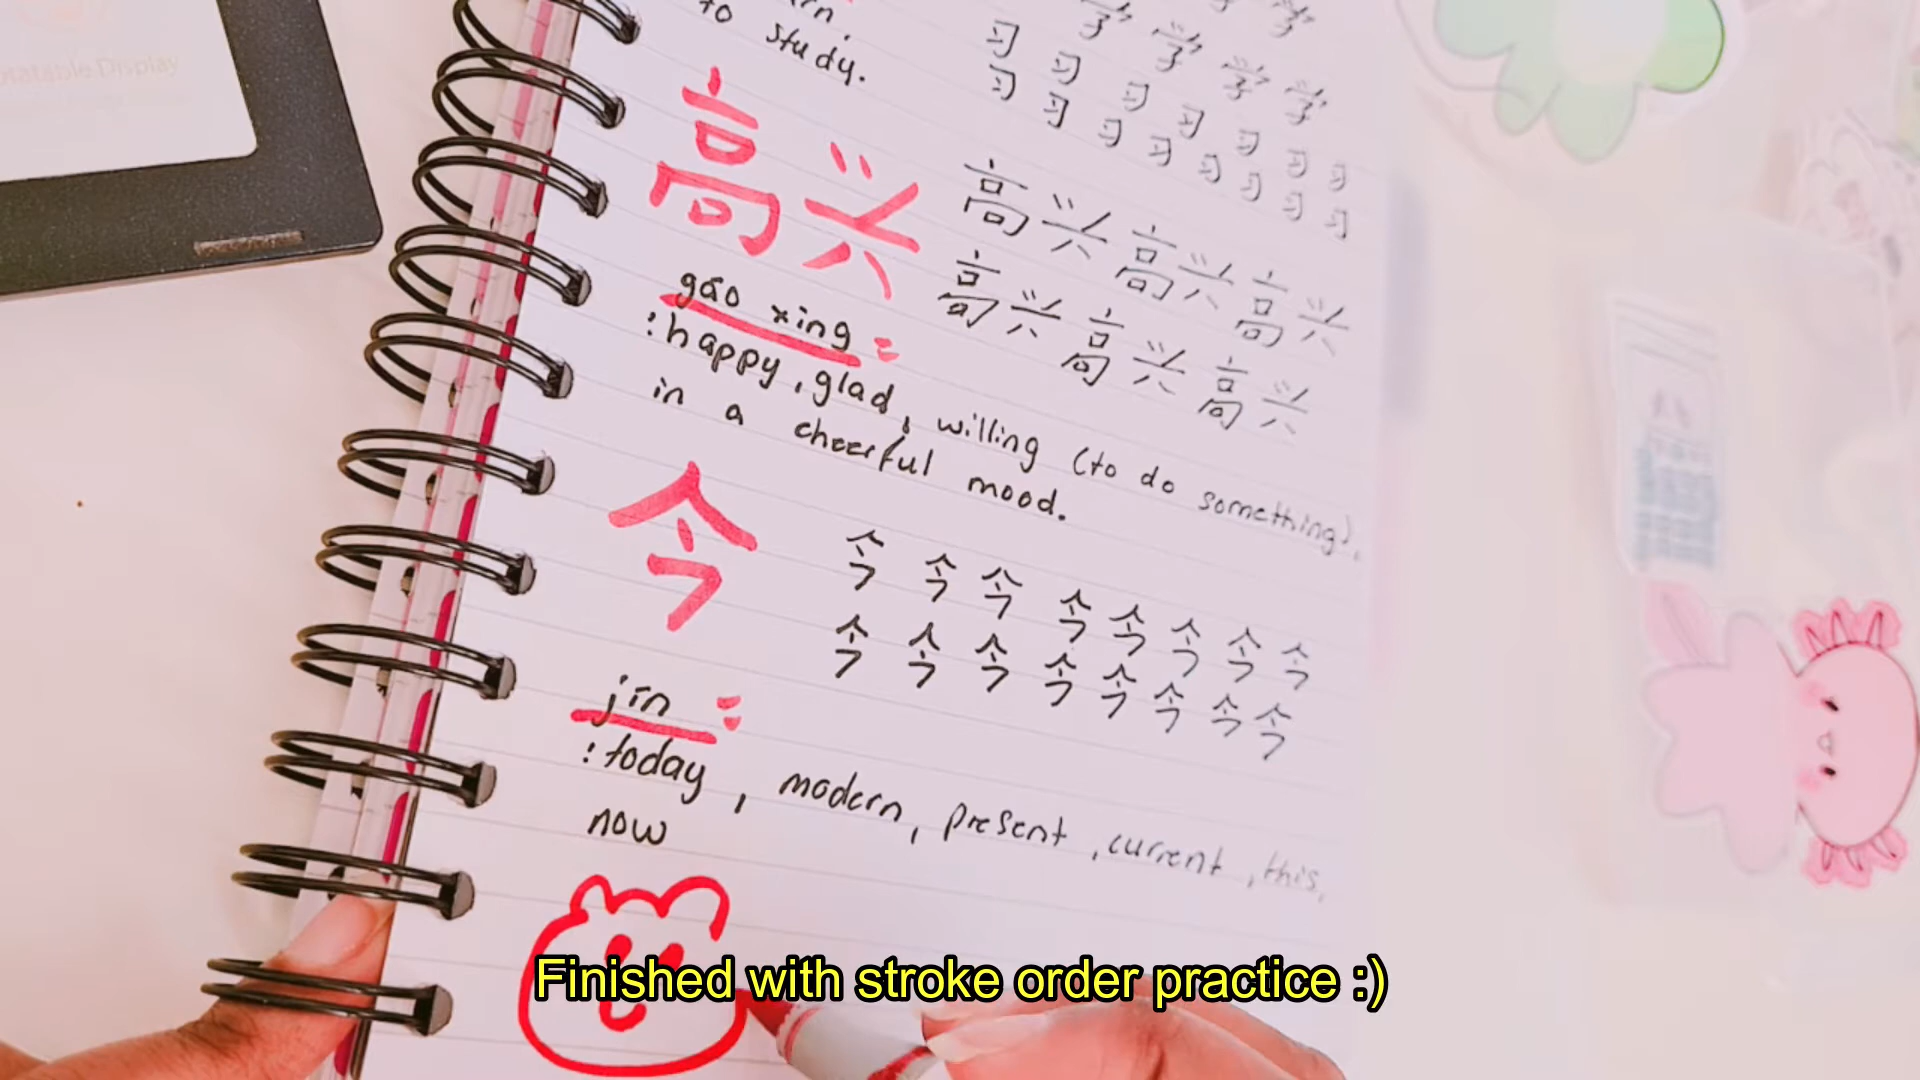 rn.
to study.
学 学 学 学
习 习 习 习 习 习 习
习 习 习 习 习 习 习 习
高兴
高兴 高兴 高兴
高兴 高兴 高兴
gāo xing
:happy, glad, willing (to do something),
in a cheerful mood.
今
今 今 今 今 今 今 今 今
今 今 今 今 今 今 今 今
jīn
:today, modern, present, current, this,
now
Finished with stroke order practice :)